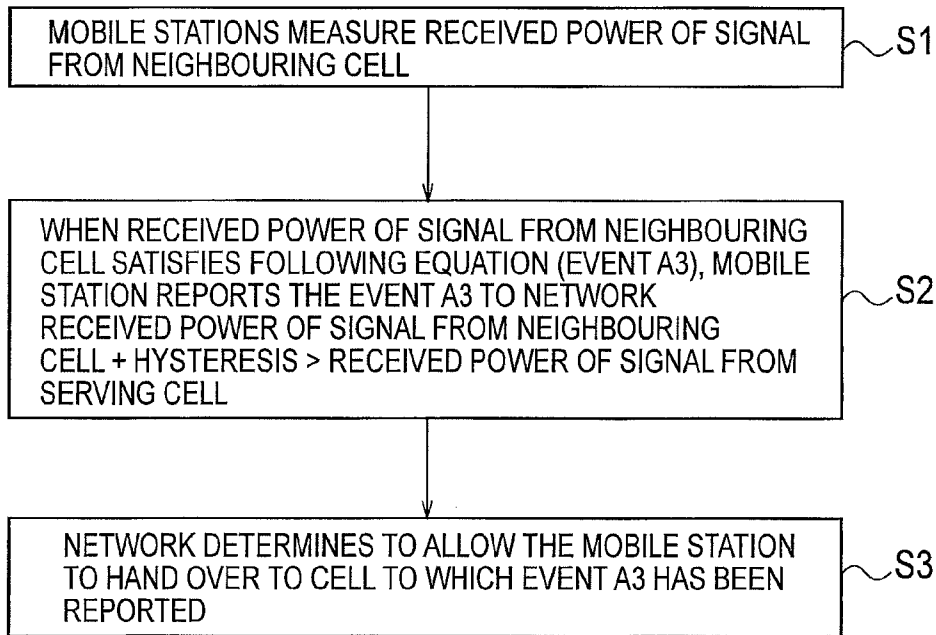 MOBILE STATIONS MEASURE RECEIVED POWER OF SIGNAL
FROM NEIGHBOURING CELL
S1
WHEN RECEIVED POWER OF SIGNAL FROM NEIGHBOURING
CELL SATISFIES FOLLOWING EQUATION (EVENT A3), MOBILE
STATION REPORTS THE EVENT A3 TO NETWORK
RECEIVED POWER OF SIGNAL FROM NEIGHBOURING
CELL + HYSTERESIS > RECEIVED POWER OF SIGNAL FROM
SERVING CELL
S2
NETWORK DETERMINES TO ALLOW THE MOBILE STATION
TO HAND OVER TO CELL TO WHICH EVENT A3 HAS BEEN
REPORTED
S3